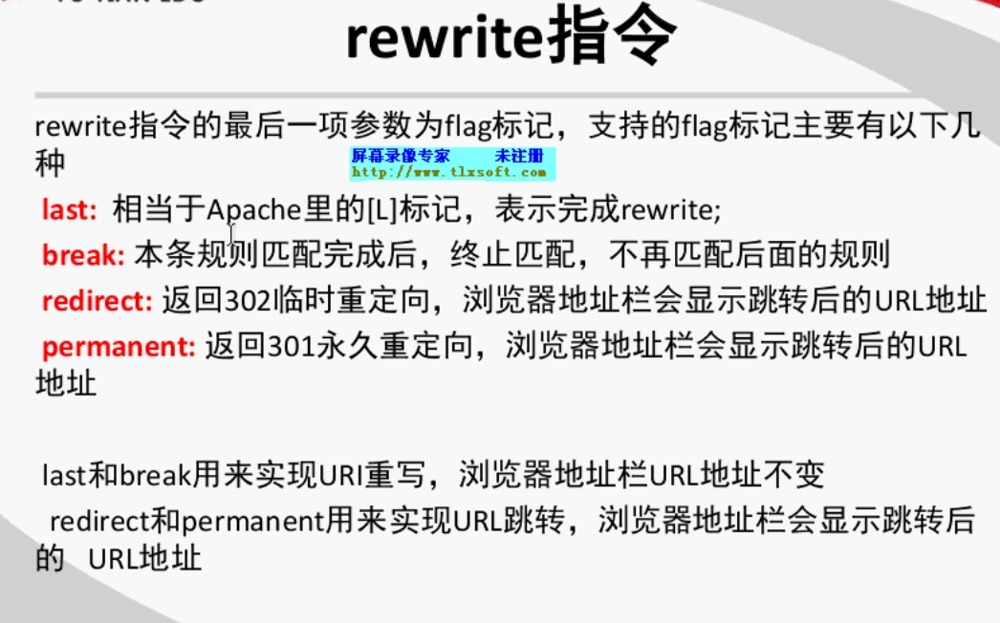 rewrite指令
rewrite指令的最后一项参数为flag标记，支持的flag标记主要有以下几
种
屏幕录像专家 未注册
http://www.tlxsoft.com
last: 相当于Apache里的[L]标记，表示完成rewrite;
break: 本条规则匹配完成后，终止匹配，不再匹配后面的规则
redirect: 返回302临时重定向，浏览器地址栏会显示跳转后的URL地址
permanent: 返回301永久重定向，浏览器地址栏会显示跳转后的URL
地址
last和break用来实现URI重写，浏览器地址栏URL地址不变
redirect和permanent用来实现URL跳转，浏览器地址栏会显示跳转后
的 URL地址